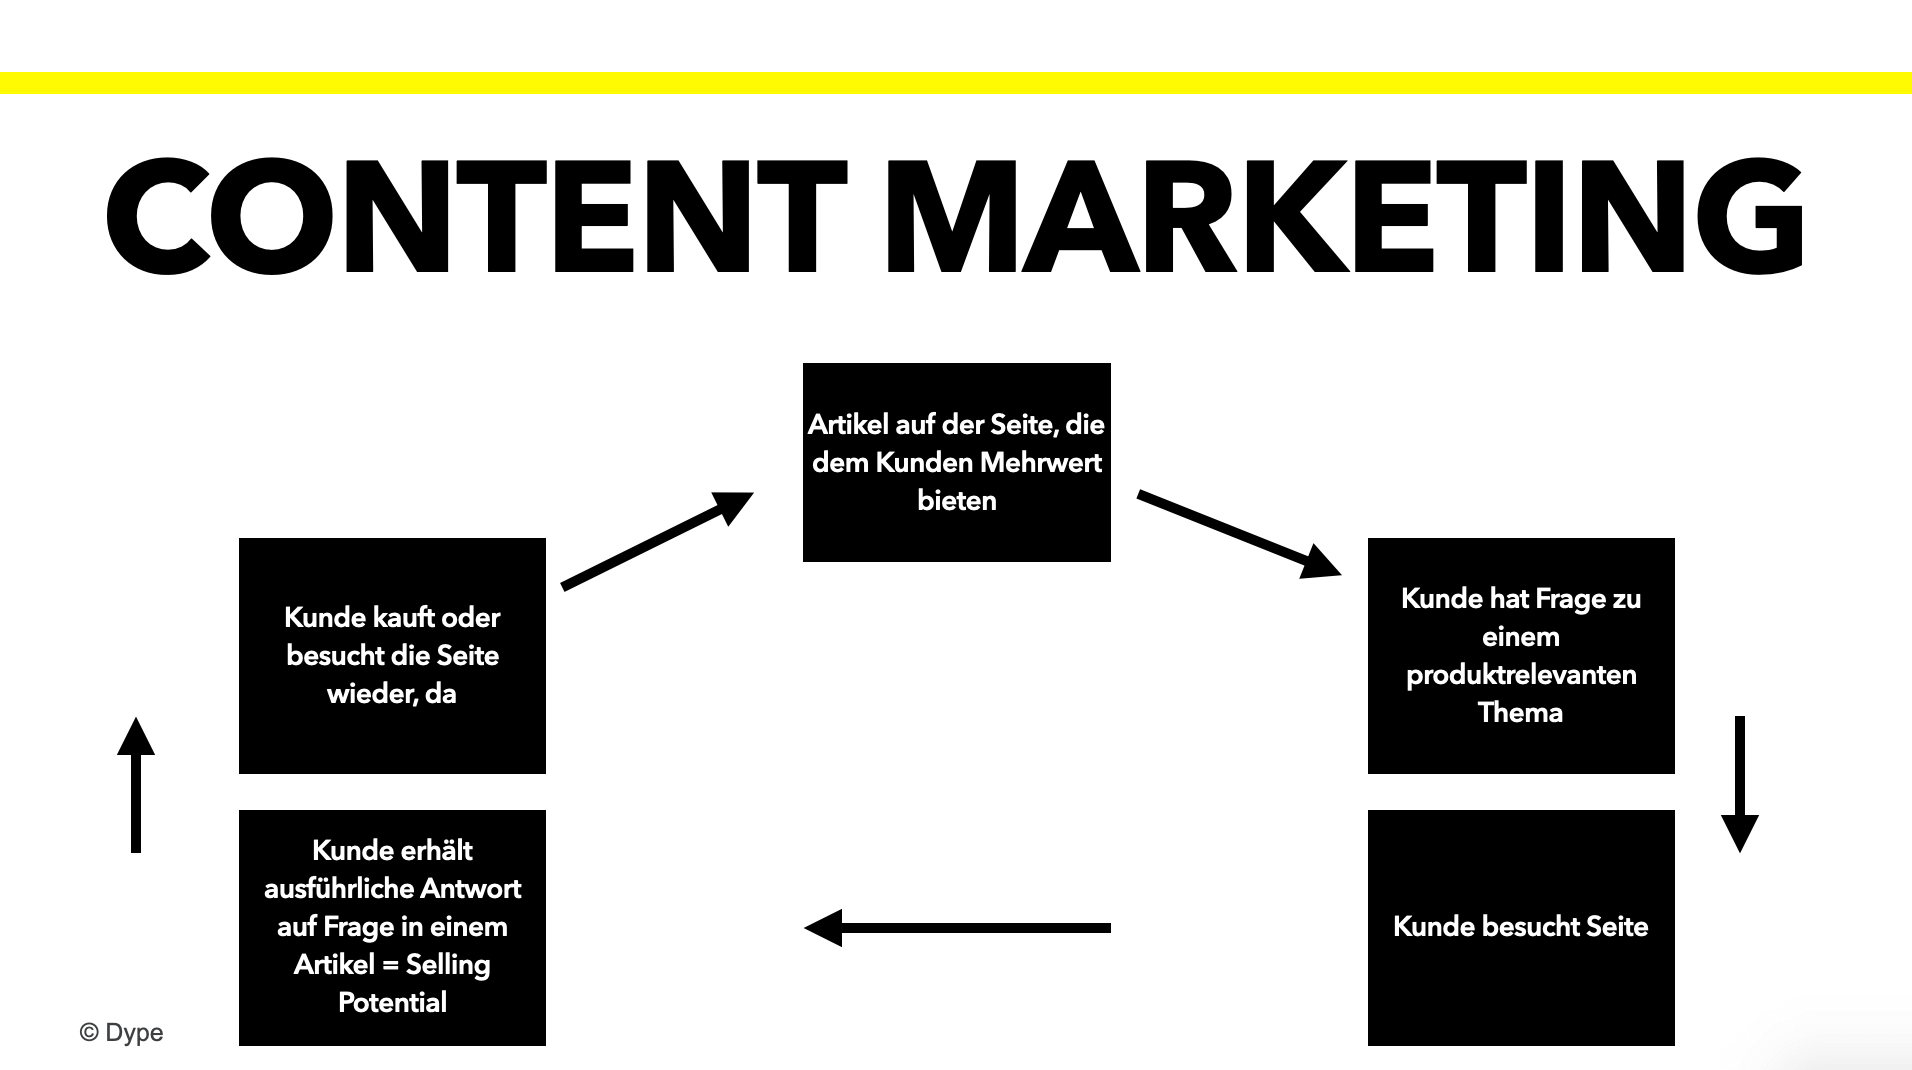 CONTENT MARKETING
Artikel auf der Seite, die
dem Kunden Mehrwert
bieten
Kunde hat Frage zu
einem
produktrelevanten
Thema
Kunde besucht Seite
Kunde erhält
ausführliche Antwort
auf Frage in einem
Artikel = Selling
Potential
Kunde kauft oder
besucht die Seite
wieder, da
© Dype